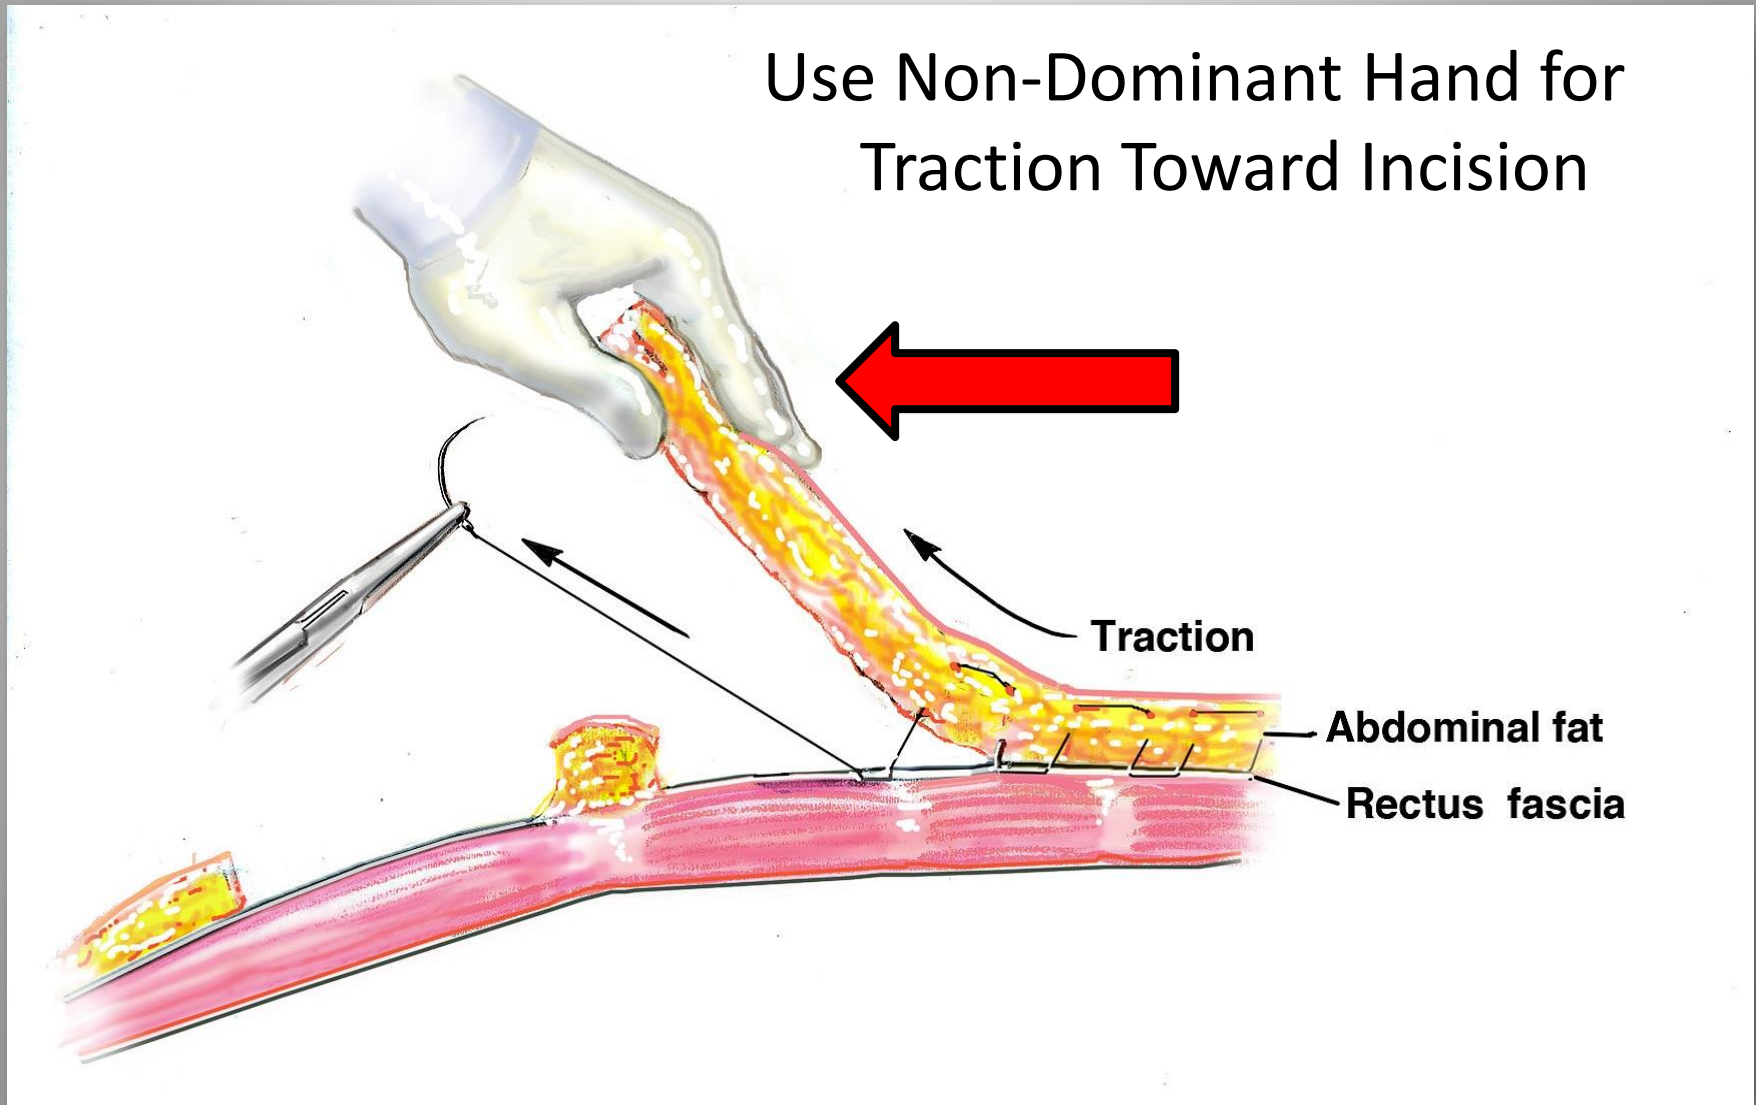 Use Non-Dominant Hand for
Traction Toward Incision
Traction
Abdominal fat
Rectus fascia